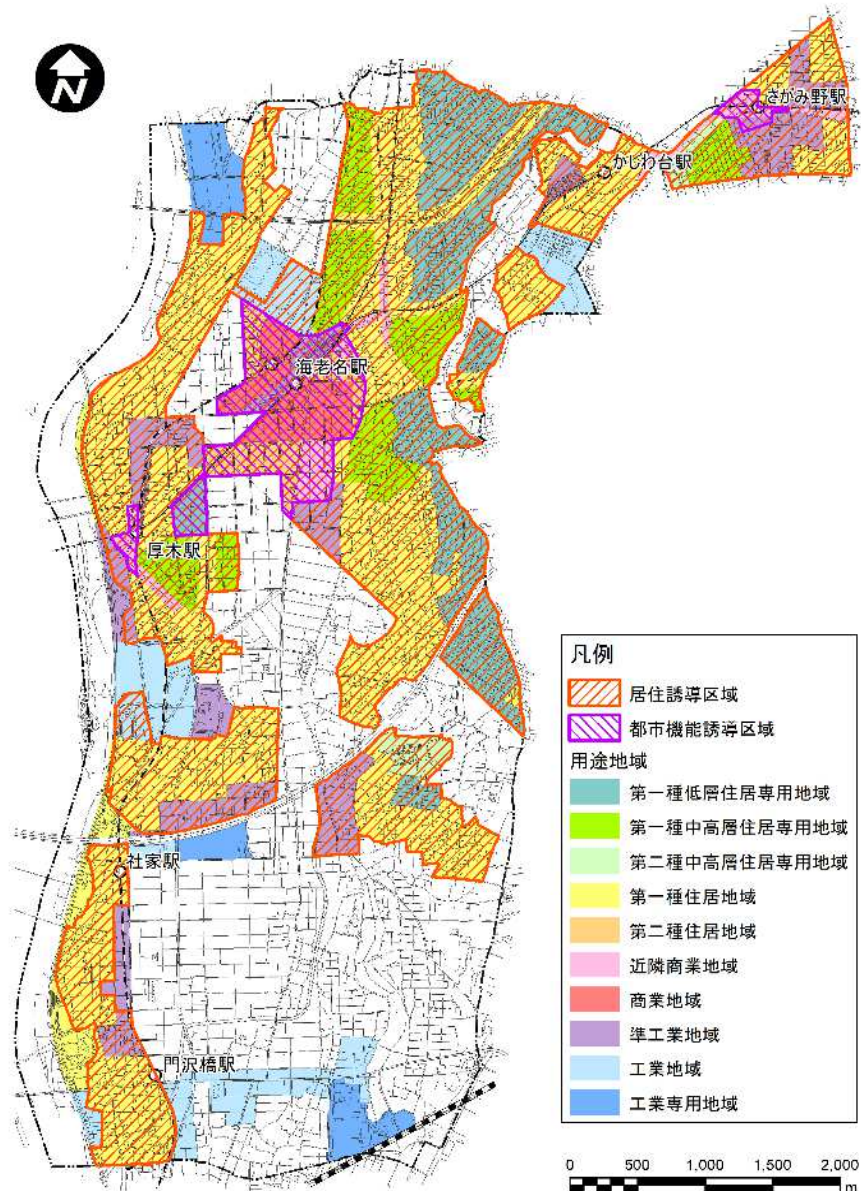 N
さがみ野駅
かしわ台駅
海老名駅
厚木駅
社家駅
門沢橋駅
凡例
居住誘導区域
都市機能誘導区域
用途地域
第一種低層住居専用地域
第一種中高層住居専用地域
第二種中高層住居専用地域
第一種住居地域
第二種住居地域
近隣商業地域
商業地域
準工業地域
工業地域
工業専用地域
0 500 1,000 1,500 2,000
m